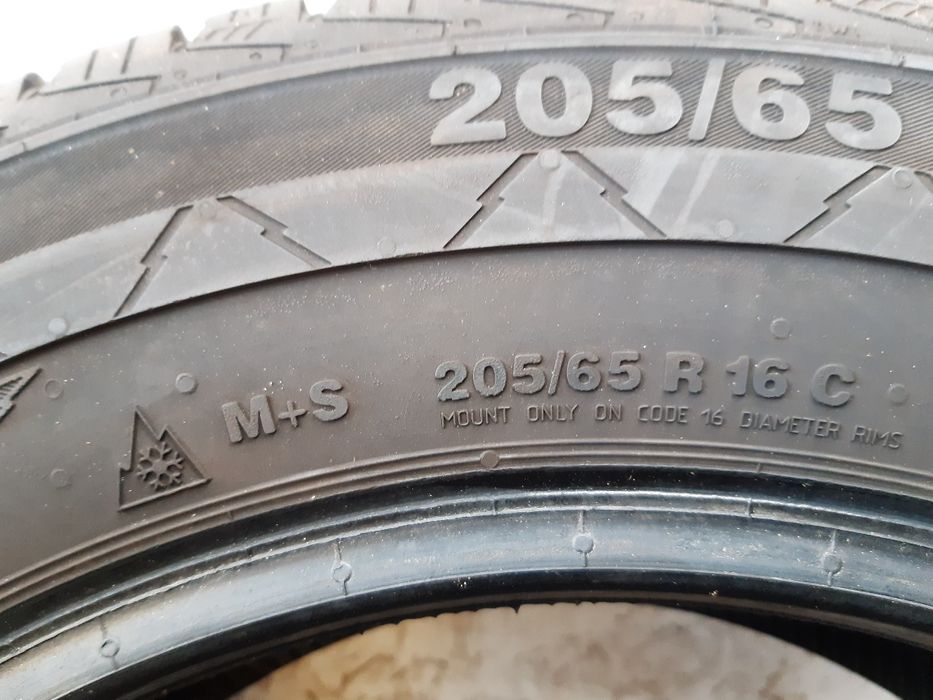 205/65
M+S
205/65 R 16 C
MOUNT ONLY ON CODE 16 DIAMETER RIMS